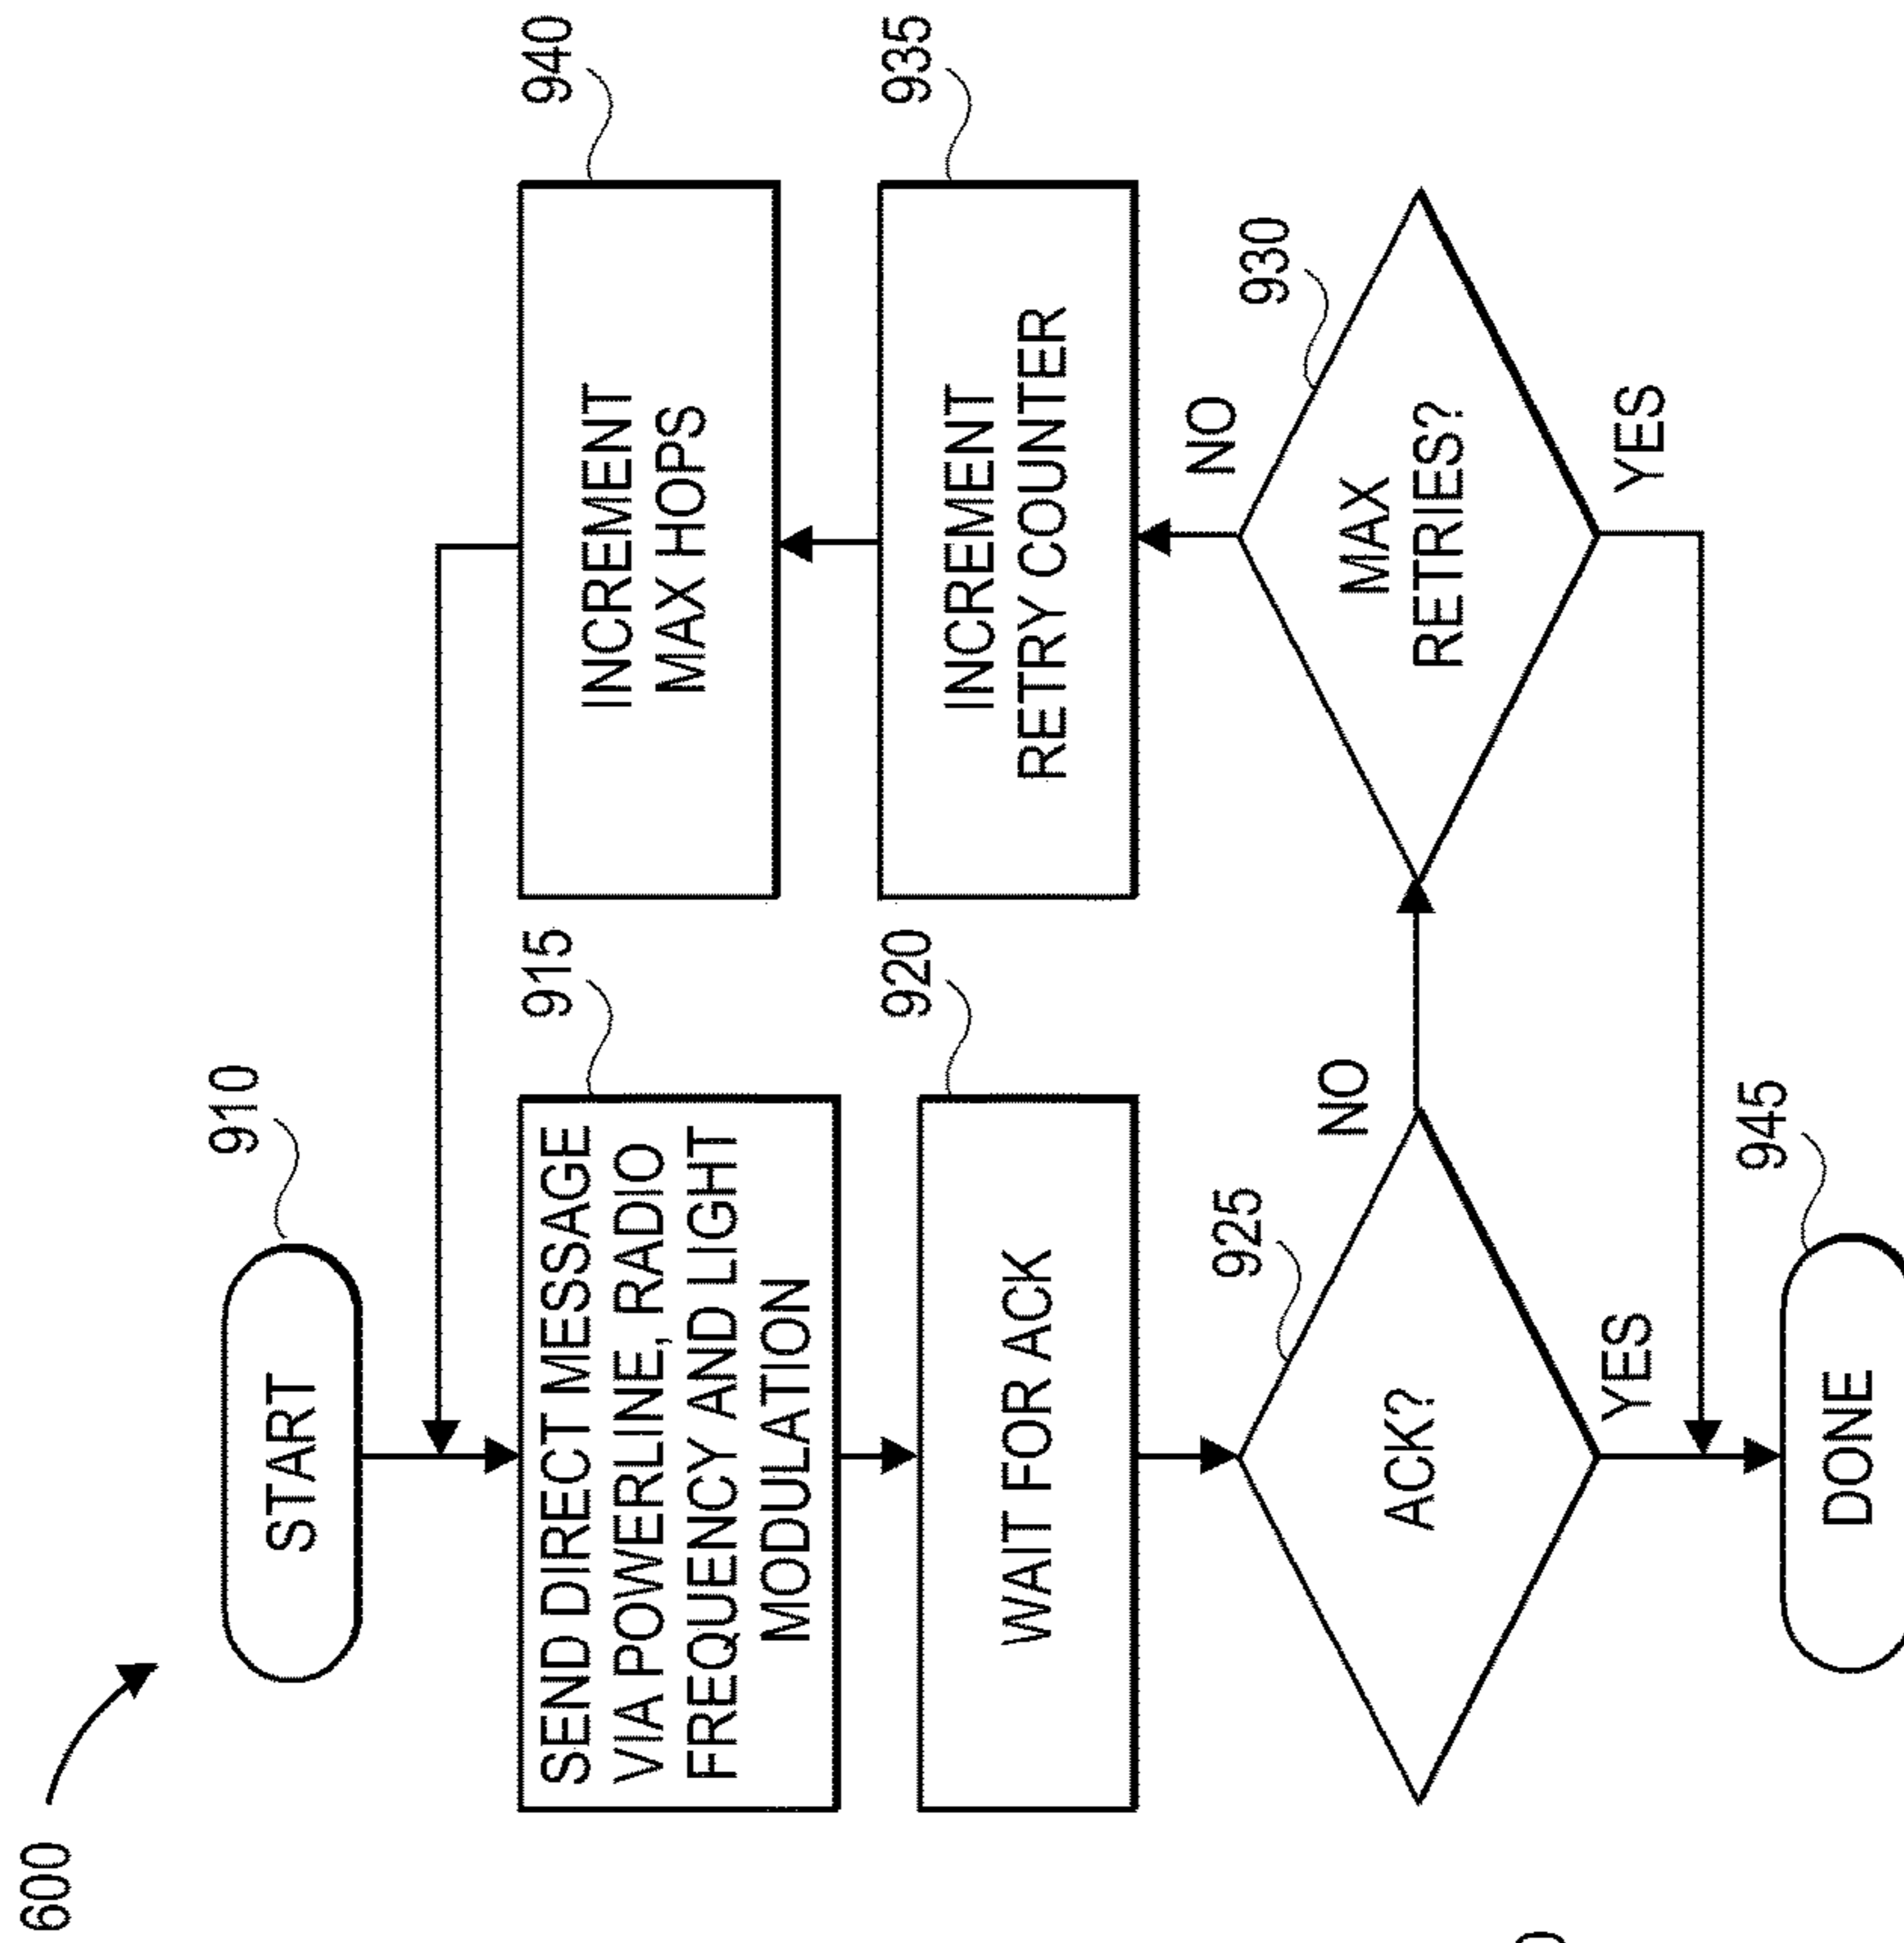 600
910
START
915
SEND DIRECT MESSAGE
VIA POWERLINE, RADIO
FREQUENCY AND LIGHT
MODULATION
920
WAIT FOR ACK
925
ACK?
NO
YES
930
MAX
RETRIES?
NO
YES
935
INCREMENT
RETRY COUNTER
940
INCREMENT
MAX HOPS
945
DONE